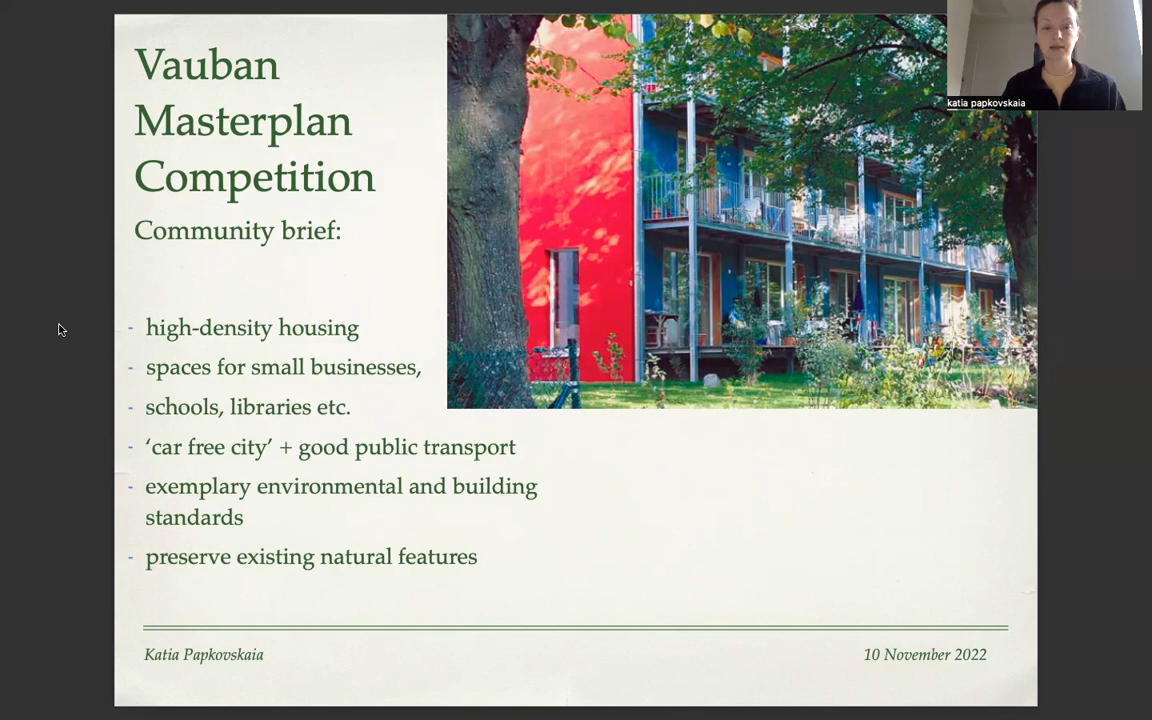 Vauban
Masterplan
Competition
Community brief:
- high-density housing
- spaces for small businesses,
- schools, libraries etc.
- ‘car free city’ + good public transport
- exemplary environmental and building
standards
- preserve existing natural features
Katia Papkovskaia
10 November 2022
katia papkovskaia